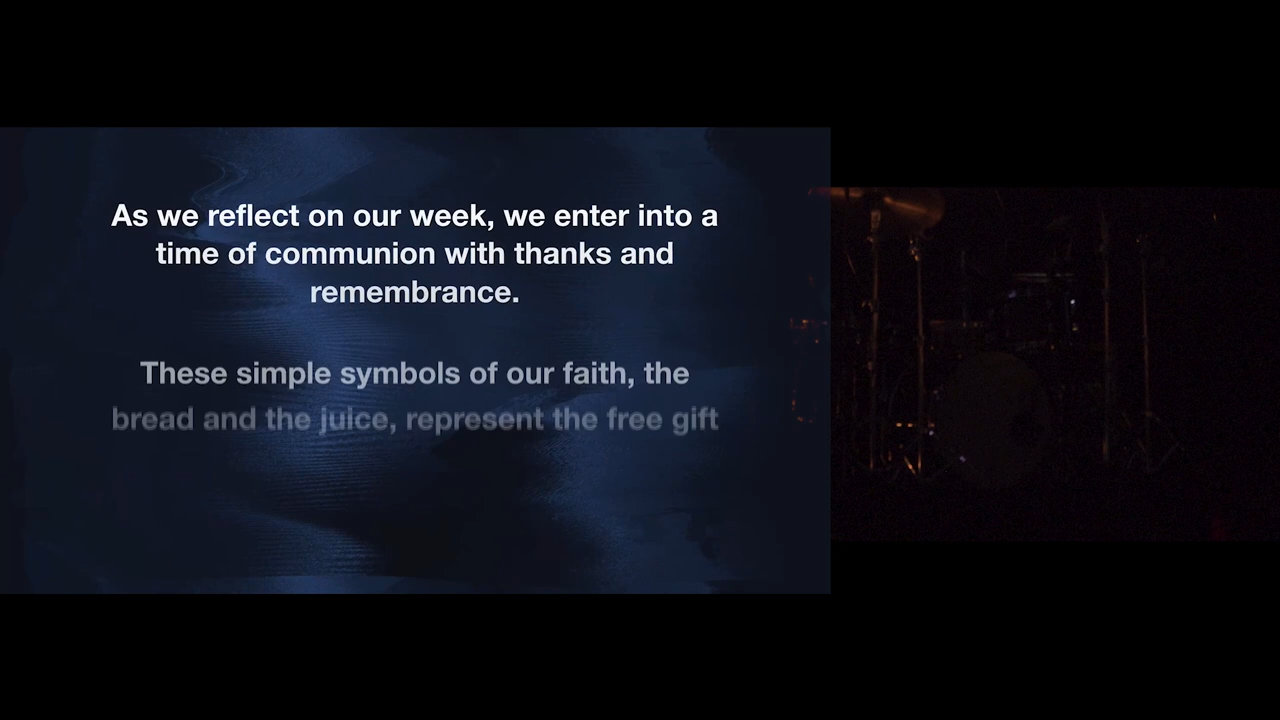 As we reflect on our week, we enter into a
time of communion with thanks and
remembrance.
These simple symbols of our faith, the
bread and the juice, represent the free gift